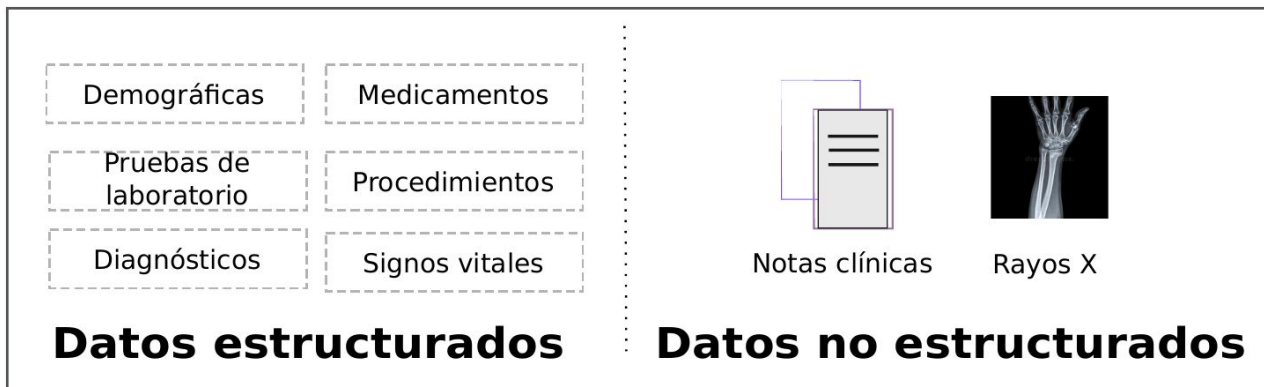 Demográficas
Medicamentos
Pruebas de
laboratorio
Procedimientos
Diagnósticos
Signos vitales
Notas clínicas
Rayos X
Datos estructurados
Datos no estructurados